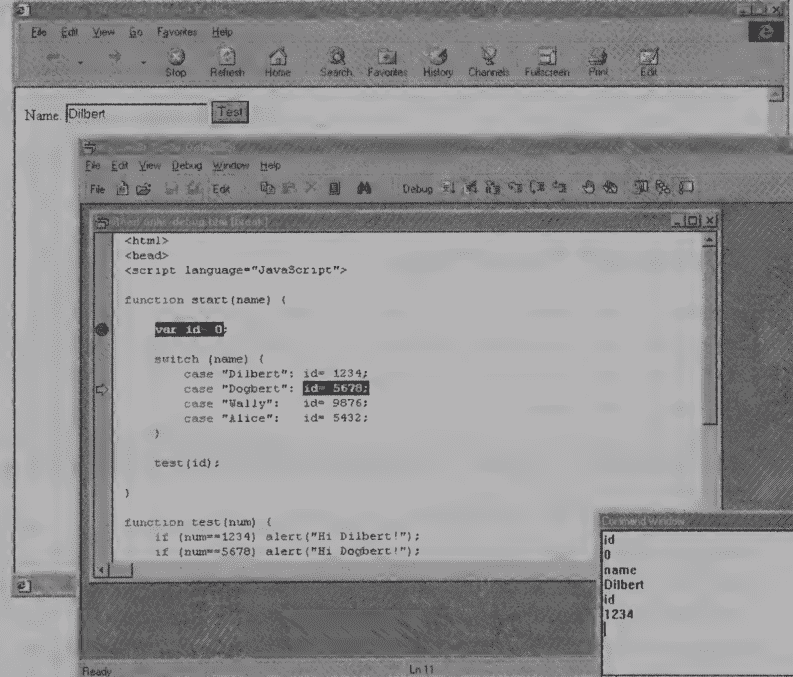 File Edit View Go Favorites Help
Stop Refresh Home Search Favorites History Channels Fullscreen Print Edit
Name: Dilbert Test
File Edit View Debug Window Help
File Edit Debug
<html>
<head>
<script language="JavaScript">
function start(name) {
var id= 0;
switch (name) {
case "Dilbert": id= 1234;
case "Dogbert": id= 5678;
case "Wally": id= 9876;
case "Alice": id= 5432;
}
test(id);
}
function test(num) {
if (num==1234) alert("Hi Dilbert!");
if (num==5678) alert("Hi Dogbert!");
Command Window
id
0
name
Dilbert
id
1234
Ready Ln 11